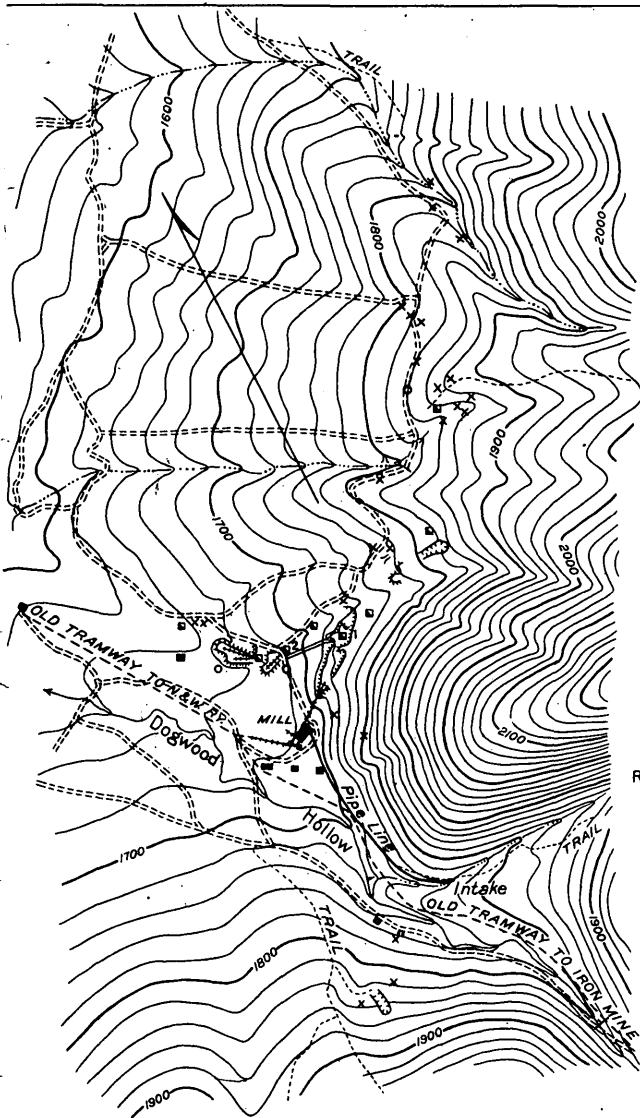 TRAIL
1600
2000
1800
1900
1700
2000
OLD TRAMWAY TO N&W RY.
2100
MILL
Dogwood
R
Pipe Line
Hollow
TRAIL
1700
Intake
OLD TRAMWAY TO IRON MINE
1900
TRAIL
1800
1900
1900